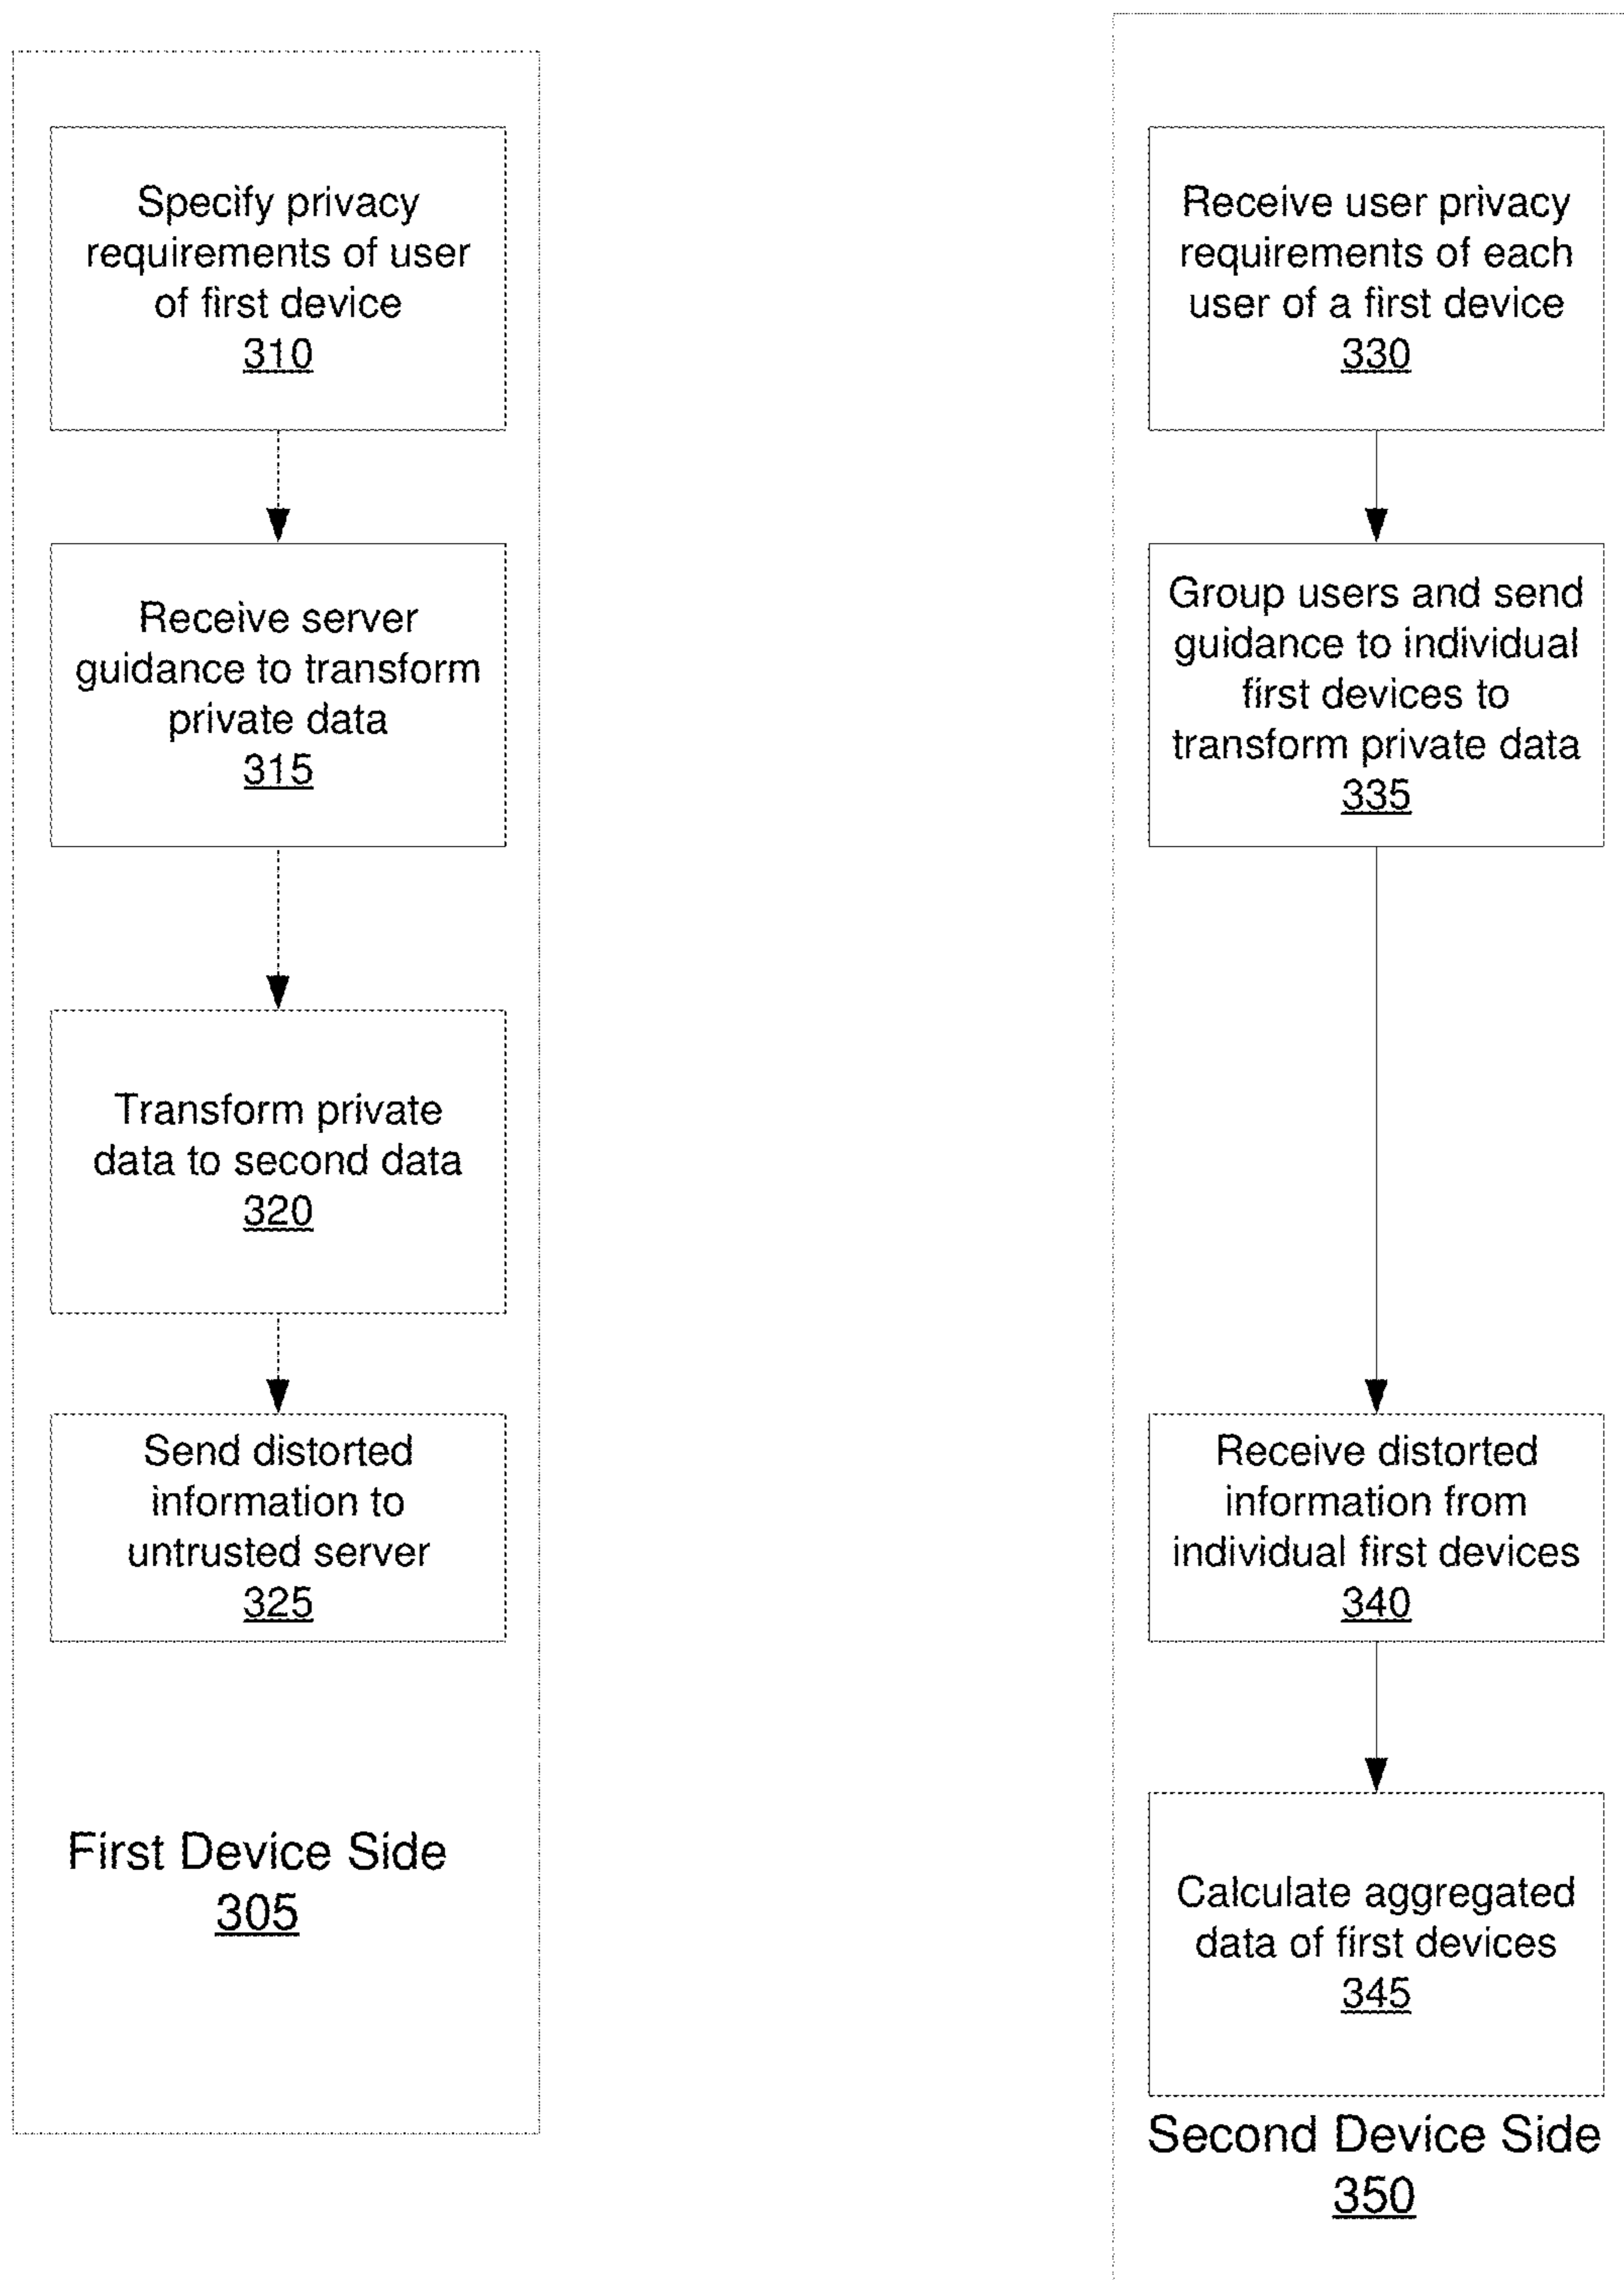 Specify privacy
requirements of user
of first device
310
Receive server
guidance to transform
private data
315
Transform private
data to second data
320
Send distorted
information to
untrusted server
325
First Device Side
305
Receive user privacy
requirements of each
user of a first device
330
Group users and send
guidance to individual
first devices to
transform private data
335
Receive distorted
information from
individual first devices
340
Calculate aggregated
data of first devices
345
Second Device Side
350